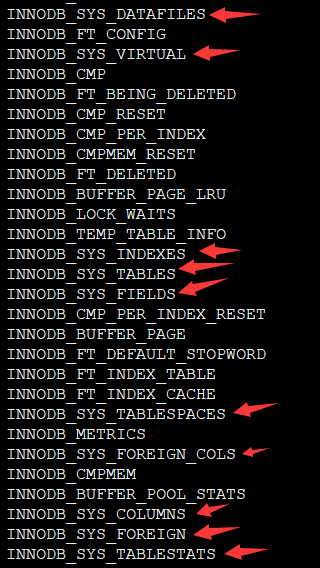 INNODB_SYS_DATAFILES
INNODB_FT_CONFIG
INNODB_SYS_VIRTUAL
INNODB_CMP
INNODB_FT_BEING_DELETED
INNODB_CMP_RESET
INNODB_CMP_PER_INDEX
INNODB_CMPMEM_RESET
INNODB_FT_DELETED
INNODB_BUFFER_PAGE_LRU
INNODB_LOCK_WAITS
INNODB_TEMP_TABLE_INFO
INNODB_SYS_INDEXES
INNODB_SYS_TABLES
INNODB_SYS_FIELDS
INNODB_CMP_PER_INDEX_RESET
INNODB_BUFFER_PAGE
INNODB_FT_DEFAULT_STOPWORD
INNODB_FT_INDEX_TABLE
INNODB_FT_INDEX_CACHE
INNODB_SYS_TABLESPACES
INNODB_METRICS
INNODB_SYS_FOREIGN_COLS
INNODB_CMPMEM
INNODB_BUFFER_POOL_STATS
INNODB_SYS_COLUMNS
INNODB_SYS_FOREIGN
INNODB_SYS_TABLESTATS